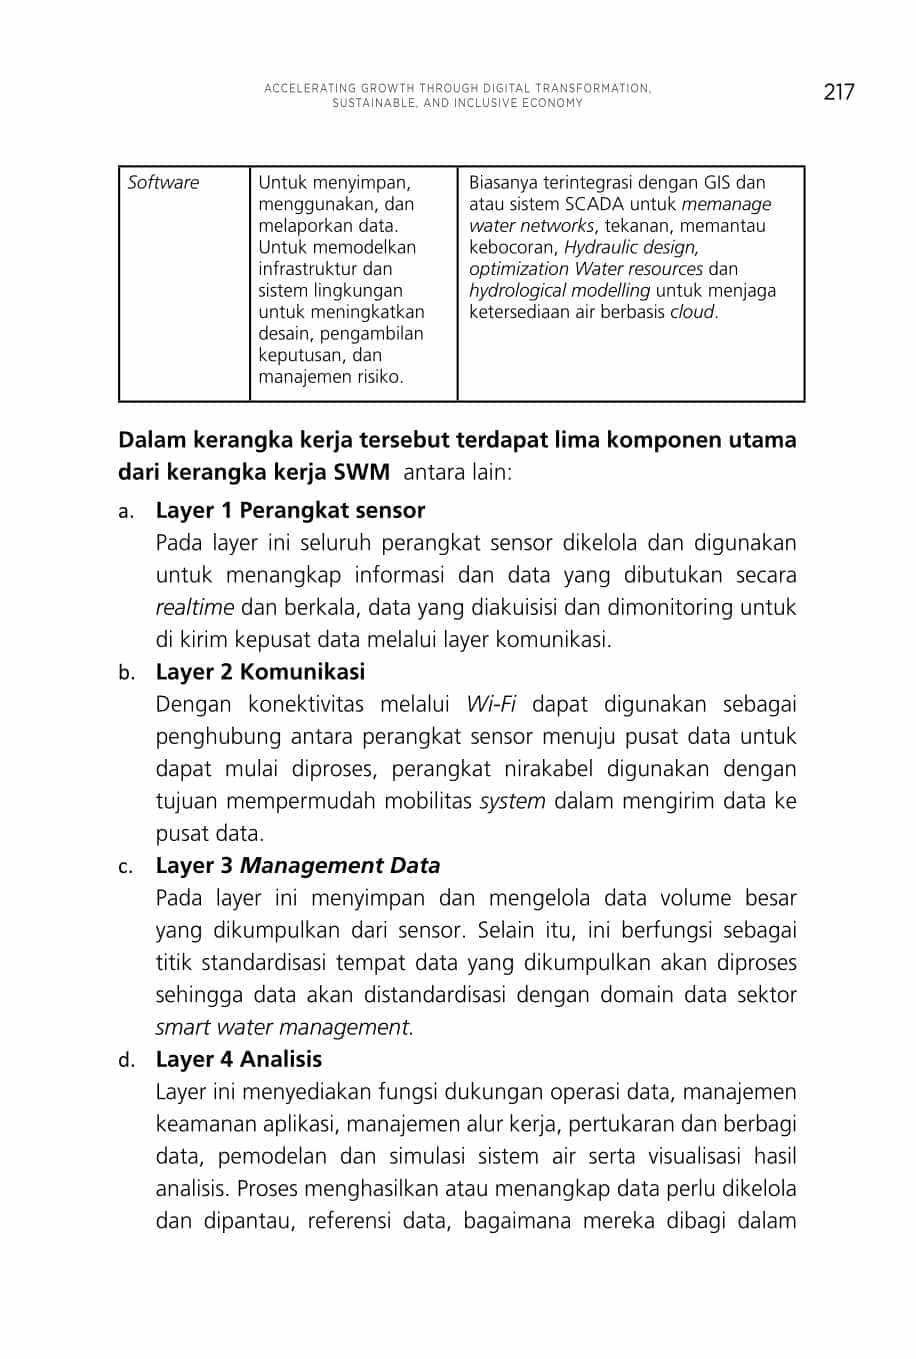 ACCELERATING GROWTH THROUGH DIGITAL TRANSFORMATION,
SUSTAINABLE, AND INCLUSIVE ECONOMY
217
Software
Untuk menyimpan,
menggunakan, dan
melaporkan data.
Untuk memodelkan
infrastruktur dan
sistem lingkungan
untuk meningkatkan
desain, pengambilan
keputusan, dan
manajemen risiko.
Biasanya terintegrasi dengan GIS dan
atau sistem SCADA untuk memanage
water networks, tekanan, memantau
kebocoran, Hydraulic design,
optimization Water resources dan
hydrological modelling untuk menjaga
ketersediaan air berbasis cloud.
Dalam kerangka kerja tersebut terdapat lima komponen utama
dari kerangka kerja SWM antara lain:
a. Layer 1 Perangkat sensor
Pada layer ini seluruh perangkat sensor dikelola dan digunakan
untuk menangkap informasi dan data yang dibutukan secara
realtime dan berkala, data yang diakuisisi dan dimonitoring untuk
di kirim kepusat data melalui layer komunikasi.
b. Layer 2 Komunikasi
Dengan konektivitas melalui Wi-Fi dapat digunakan sebagai
penghubung antara perangkat sensor menuju pusat data untuk
dapat mulai diproses, perangkat nirakabel digunakan dengan
tujuan mempermudah mobilitas system dalam mengirim data ke
pusat data.
c. Layer 3 Management Data
Pada layer ini menyimpan dan mengelola data volume besar
yang dikumpulkan dari sensor. Selain itu, ini berfungsi sebagai
titik standardisasi tempat data yang dikumpulkan akan diproses
sehingga data akan distandardisasi dengan domain data sektor
smart water management.
d. Layer 4 Analisis
Layer ini menyediakan fungsi dukungan operasi data, manajemen
keamanan aplikasi, manajemen alur kerja, pertukaran dan berbagi
data, pemodelan dan simulasi sistem air serta visualisasi hasil
analisis. Proses menghasilkan atau menangkap data perlu dikelola
dan dipantau, referensi data, bagaimana mereka dibagi dalam